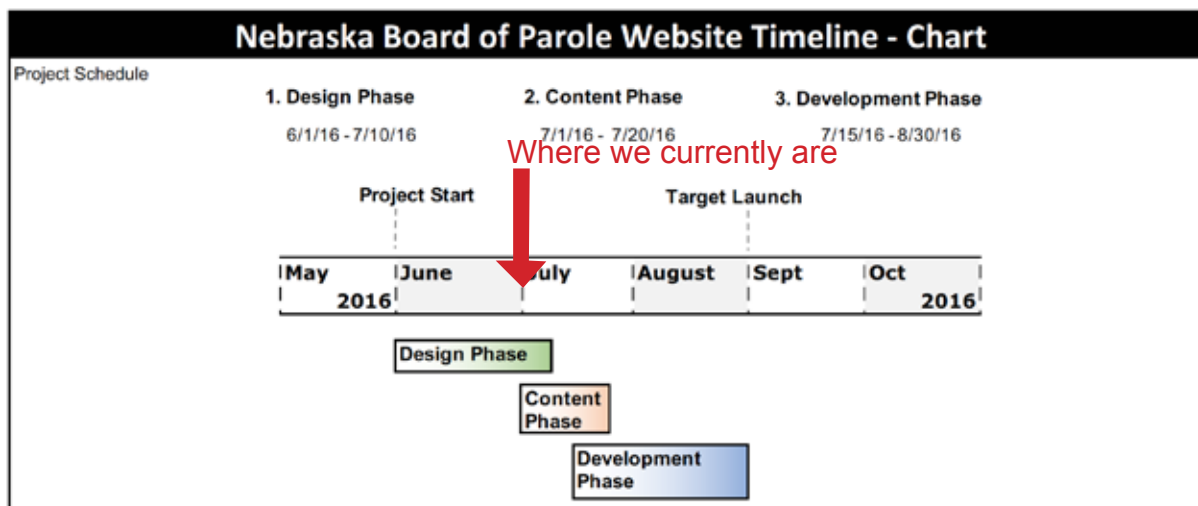 Nebraska Board of Parole Website Timeline - Chart
Project Schedule
1. Design Phase 2. Content Phase 3. Development Phase
6/1/16 - 7/10/16 7/1/16 - 7/20/16 7/15/16 - 8/30/16
Where we currently are
Project Start Target Launch
May June July August Sept Oct
2016 2016
Design Phase
Content
Phase
Development
Phase